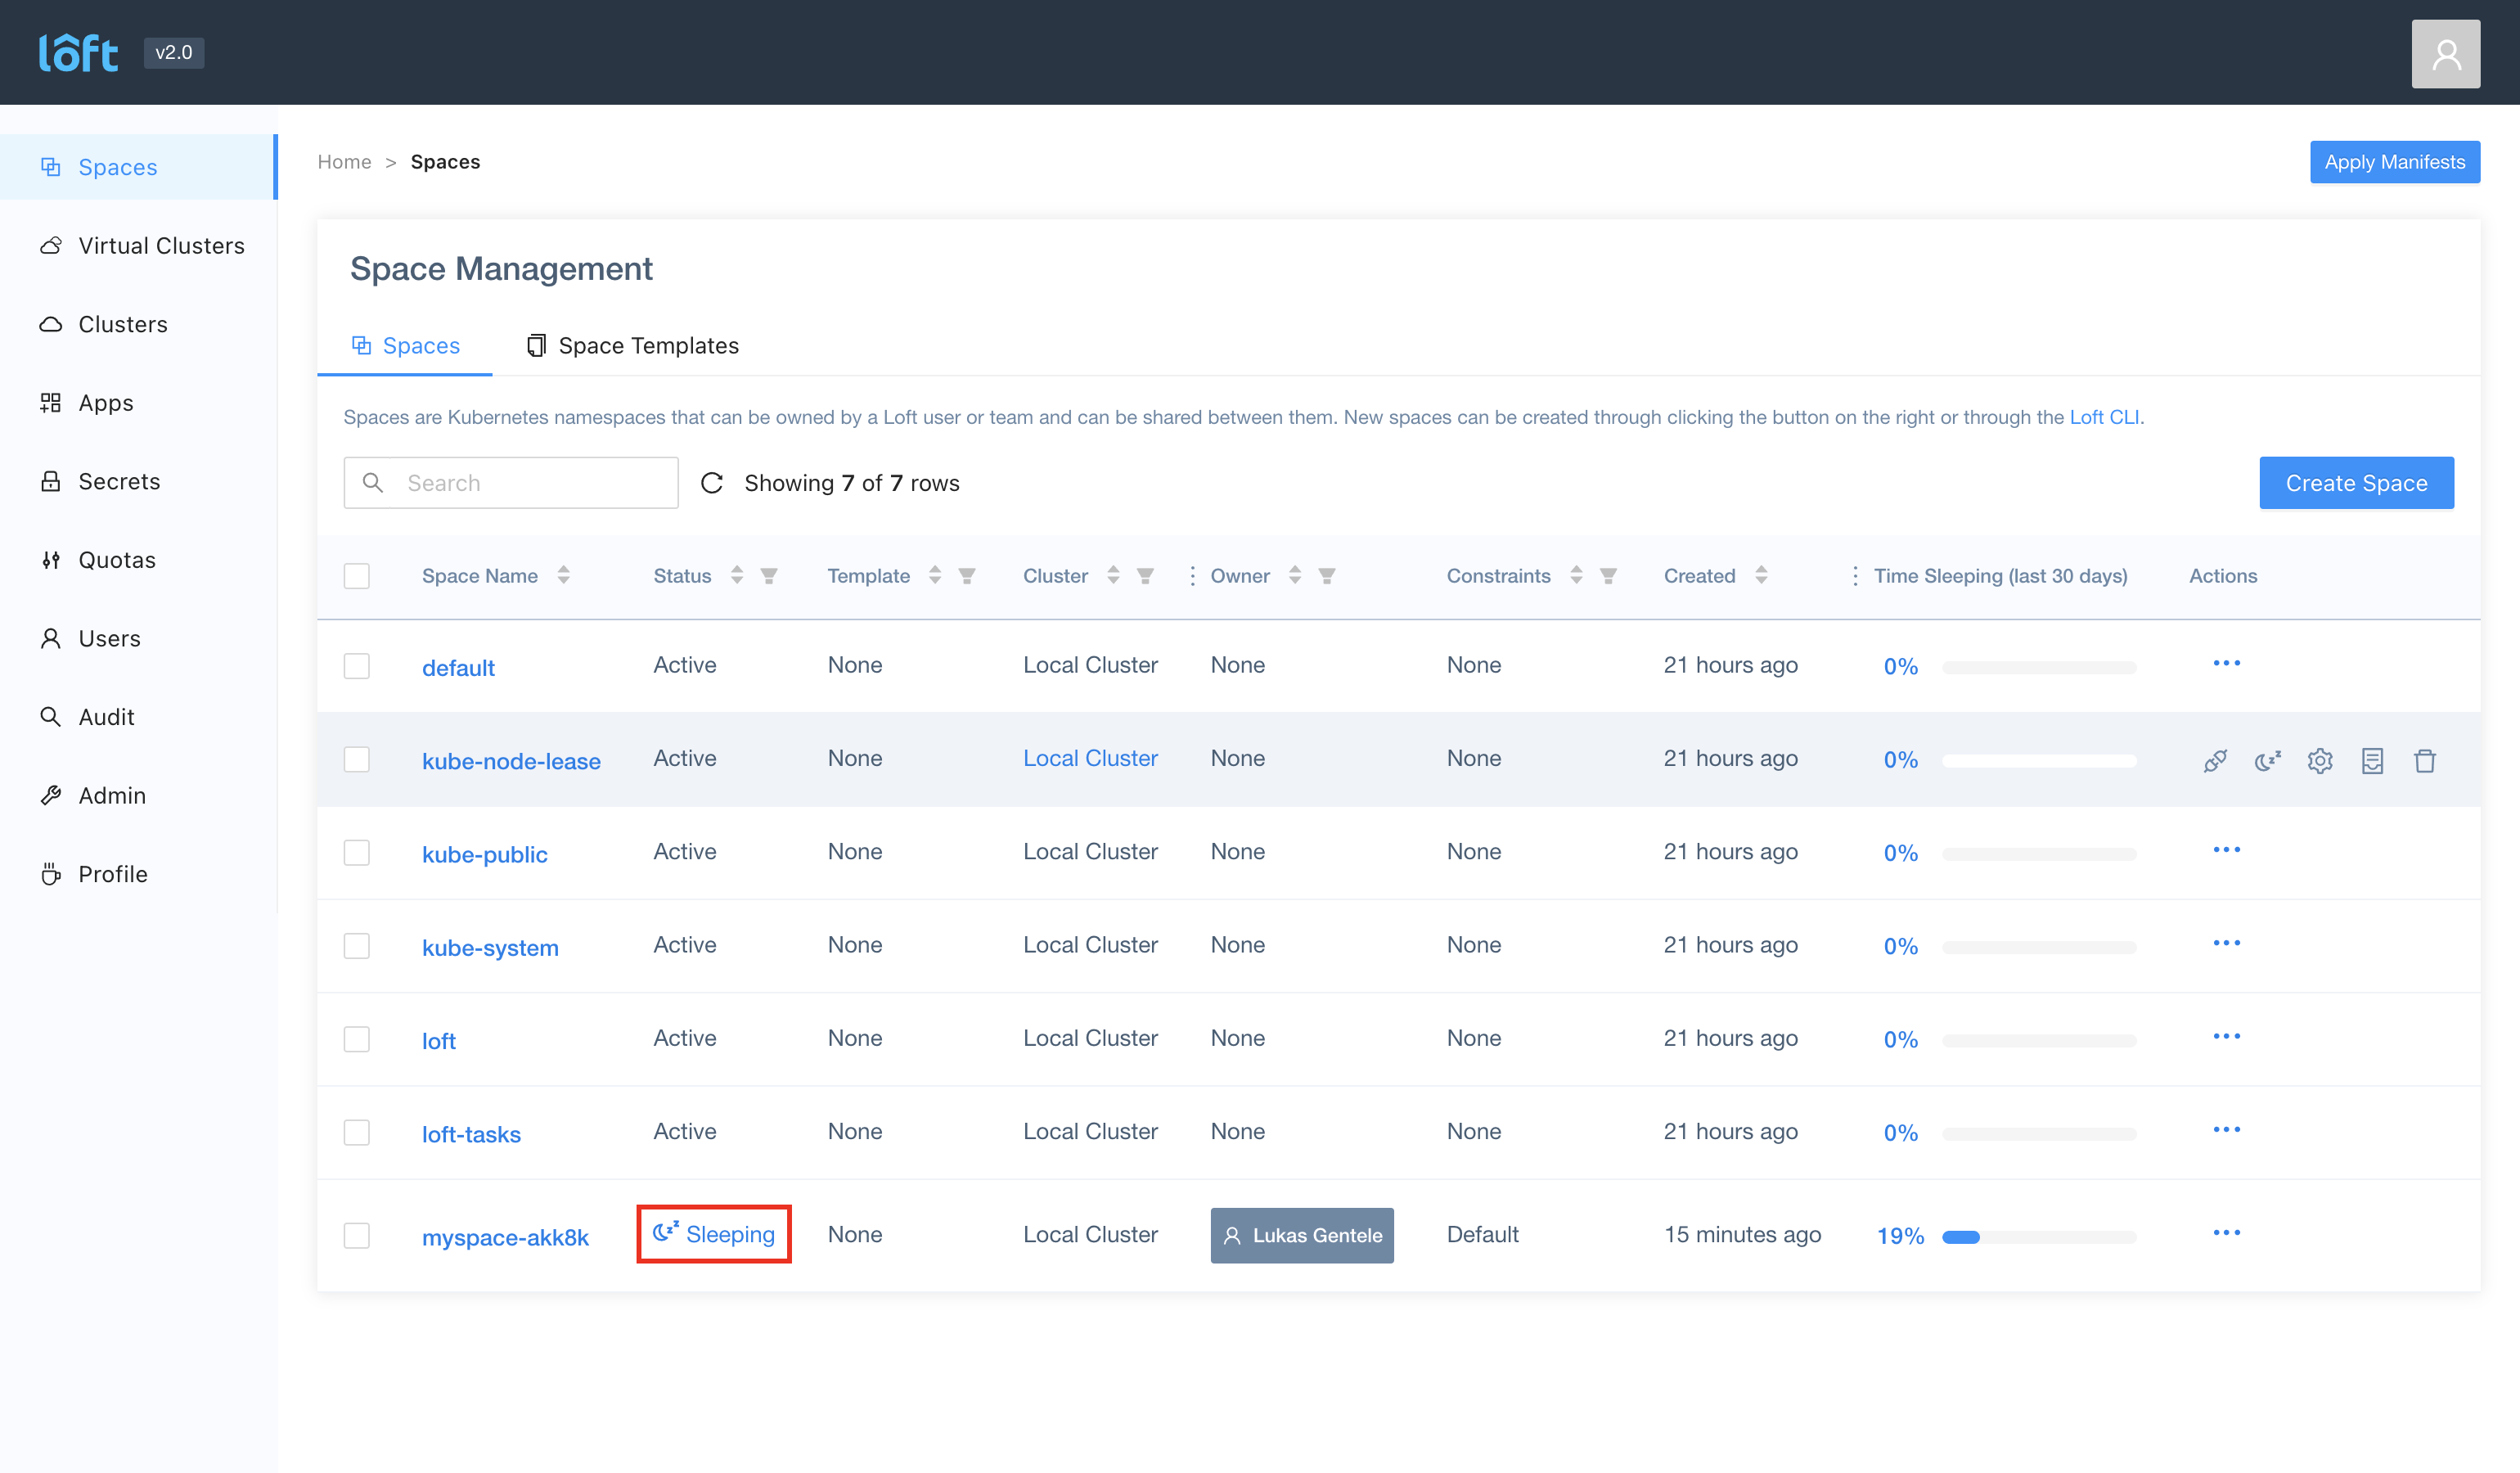 loft v2.0
Home > Spaces
Apply Manifests
Spaces
Virtual Clusters
Clusters
Apps
Secrets
Quotas
Users
Audit
Admin
Profile
Space Management
Spaces Space Templates
Spaces are Kubernetes namespaces that can be owned by a Loft user or team and can be shared between them. New spaces can be created through clicking the button on the right or through the Loft CLI.
Search Showing 7 of 7 rows Create Space
Space Name Status Template Cluster Owner Constraints Created Time Sleeping (last 30 days) Actions
default Active None Local Cluster None None 21 hours ago 0%
kube-node-lease Active None Local Cluster None None 21 hours ago 0%
kube-public Active None Local Cluster None None 21 hours ago 0%
kube-system Active None Local Cluster None None 21 hours ago 0%
loft Active None Local Cluster None None 21 hours ago 0%
loft-tasks Active None Local Cluster None None 21 hours ago 0%
myspace-akk8k Sleeping None Local Cluster Lukas Gentele Default 15 minutes ago 19%